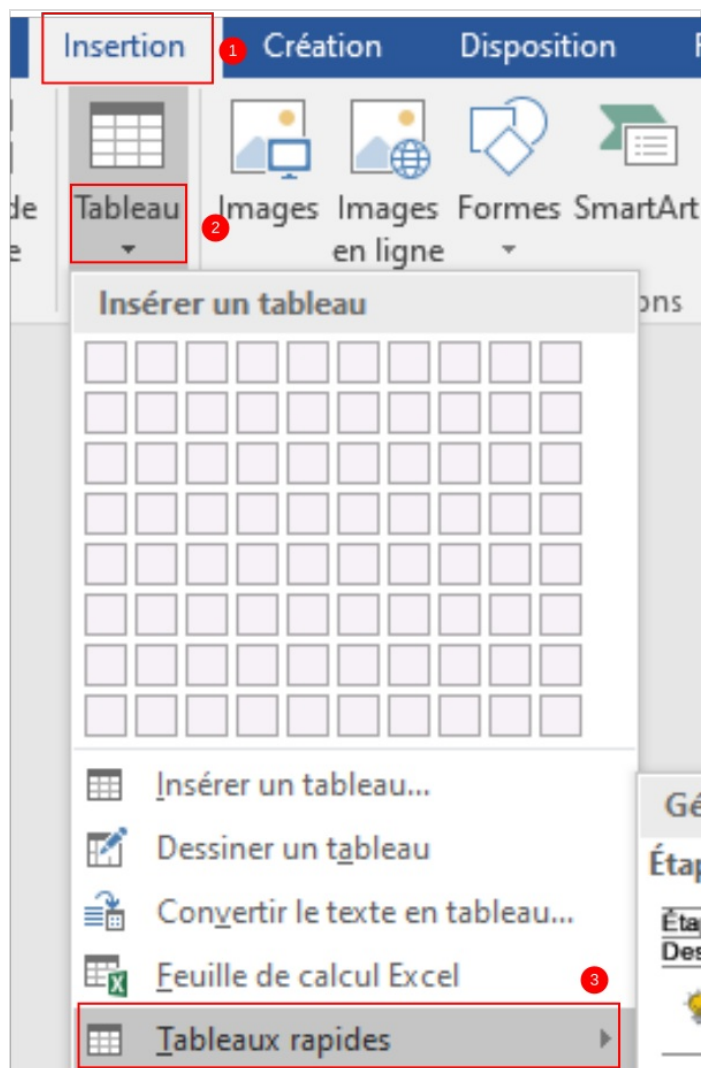 Insertion 1 Création Disposition
de Tableau 2 Images Images Formes SmartArt
en ligne
Insérer un tableau
Insérer un tableau...
Dessiner un tableau
Convertir le texte en tableau...
Feuille de calcul Excel 3
Tableaux rapides